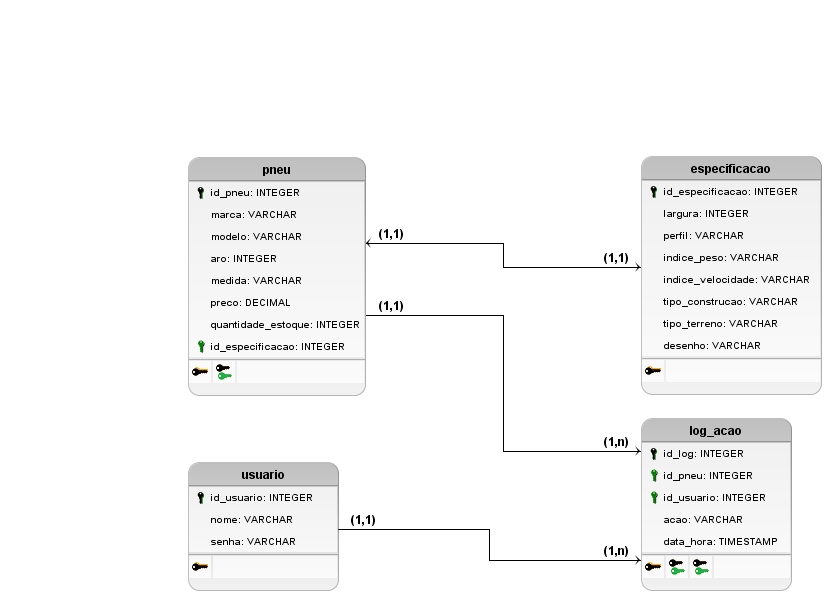 pneu
id_pneu: INTEGER
marca: VARCHAR
modelo: VARCHAR
aro: INTEGER
medida: VARCHAR
preco: DECIMAL
quantidade_estoque: INTEGER
id_especificacao: INTEGER
(1,1)
(1,1)
(1,1)
(1,n)
especificacao
id_especificacao: INTEGER
largura: INTEGER
perfil: VARCHAR
indice_peso: VARCHAR
indice_velocidade: VARCHAR
tipo_construcao: VARCHAR
tipo_terreno: VARCHAR
desenho: VARCHAR
usuario
id_usuario: INTEGER
nome: VARCHAR
senha: VARCHAR
(1,1)
(1,n)
log_acao
id_log: INTEGER
id_pneu: INTEGER
id_usuario: INTEGER
acao: VARCHAR
data_hora: TIMESTAMP